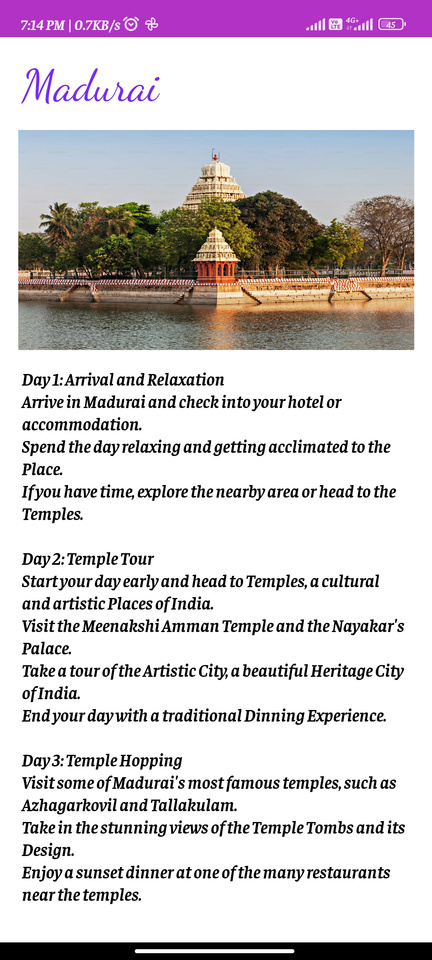 7:14 PM | 0.7KB/s
4G+
45
Madurai
Day 1: Arrival and Relaxation
Arrive in Madurai and check into your hotel or
accommodation.
Spend the day relaxing and getting acclimated to the
Place.
If you have time, explore the nearby area or head to the
Temples.
Day 2: Temple Tour
Start your day early and head to Temples, a cultural
and artistic Places of India.
Visit the Meenakshi Amman Temple and the Nayakar's
Palace.
Take a tour of the Artistic City, a beautiful Heritage City
of India.
End your day with a traditional Dinning Experience.
Day 3: Temple Hopping
Visit some of Madurai's most famous temples, such as
Azhagarkovil and Tallakulam.
Take in the stunning views of the Temple Tombs and its
Design.
Enjoy a sunset dinner at one of the many restaurants
near the temples.